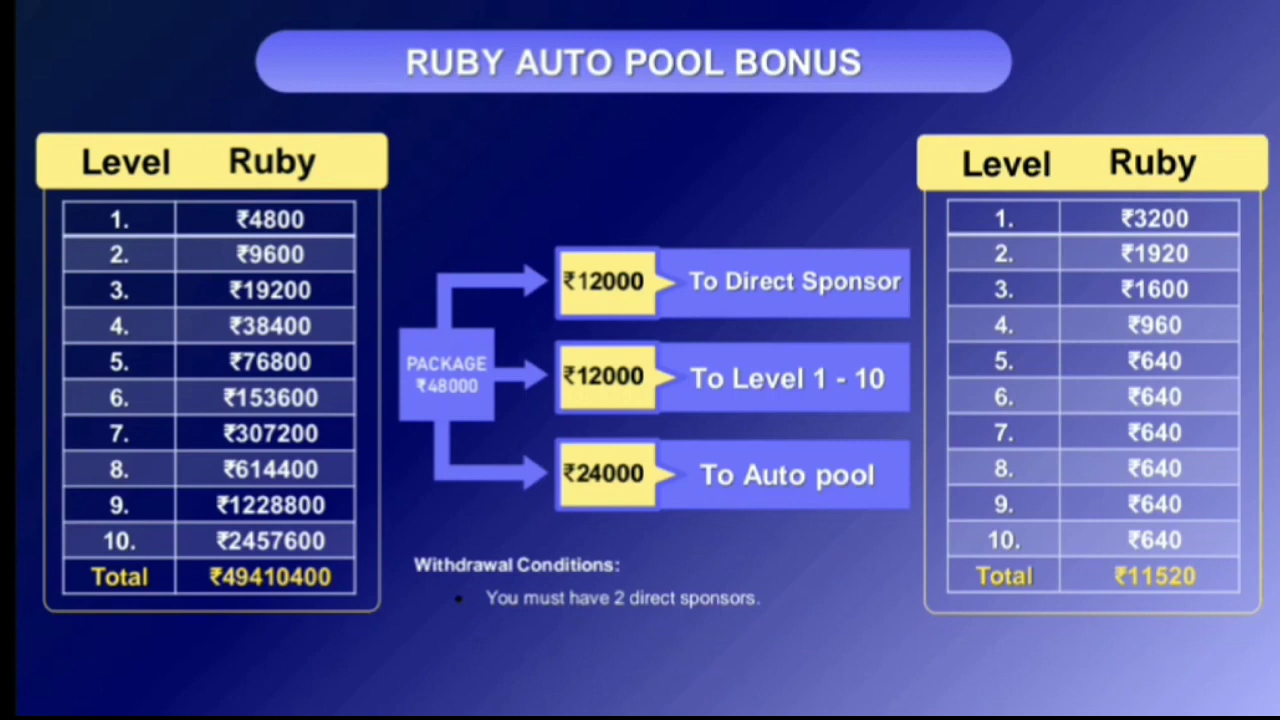 RUBY AUTO POOL BONUS
Level Ruby
1. ₹4800
2. ₹9600
3. ₹19200
4. ₹38400
5. ₹76800
6. ₹153600
7. ₹307200
8. ₹614400
9. ₹1228800
10. ₹2457600
Total ₹49410400
PACKAGE
₹48000
₹12000 To Direct Sponsor
₹12000 To Level 1 - 10
₹24000 To Auto pool
Withdrawal Conditions:
• You must have 2 direct sponsors.
Level Ruby
1. ₹3200
2. ₹1920
3. ₹1600
4. ₹960
5. ₹640
6. ₹640
7. ₹640
8. ₹640
9. ₹640
10. ₹640
Total ₹11520